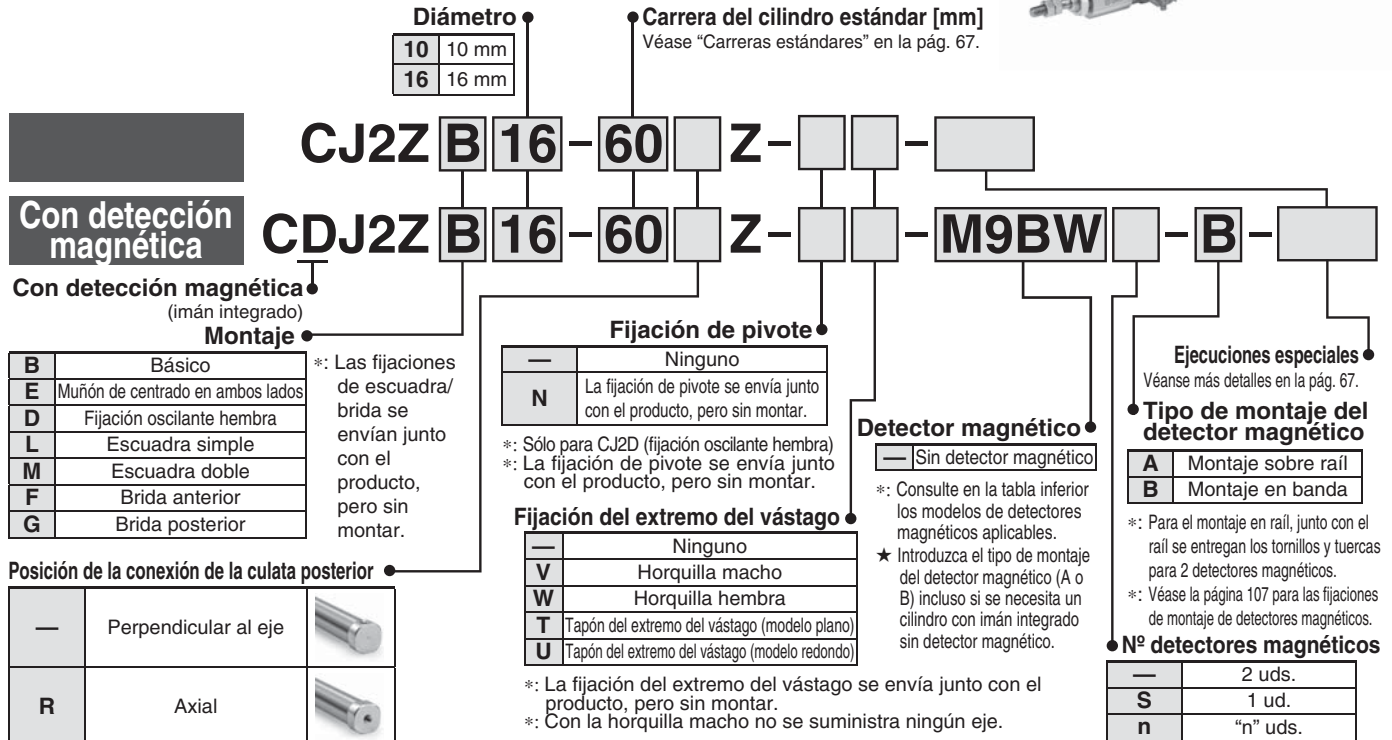 Diámetro
10 10 mm
16 16 mm
Carrera del cilindro estándar [mm]
Véase “Carreras estándares” en la pág. 67.
CJ2Z B 16 - 60 Z - -
Con detección
magnética
CDJ2Z B 16 - 60 Z - - M9BW - B -
Con detección magnética
(imán integrado)
Montaje
B Básico
E Muñón de centrado en ambos lados
D Fijación oscilante hembra
L Escuadra simple
M Escuadra doble
F Brida anterior
G Brida posterior
∗: Las fijaciones
de escuadra/
brida se
envían junto
con el
producto,
pero sin
montar.
Posición de la conexión de la culata posterior
— Perpendicular al eje
R Axial
Fijación de pivote
— Ninguno
N La fijación de pivote se envía junto
con el producto, pero sin montar.
∗: Sólo para CJ2D (fijación oscilante hembra)
∗: La fijación de pivote se envía junto
con el producto, pero sin montar.
Fijación del extremo del vástago
— Ninguno
V Horquilla macho
W Horquilla hembra
T Tapón del extremo del vástago (modelo plano)
U Tapón del extremo del vástago (modelo redondo)
∗: La fijación del extremo del vástago se envía junto con el
producto, pero sin montar.
∗: Con la horquilla macho no se suministra ningún eje.
Detector magnético
— Sin detector magnético
∗: Consulte en la tabla inferior
los modelos de detectores
magnéticos aplicables.
★ Introduzca el tipo de montaje
del detector magnético (A o
B) incluso si se necesita un
cilindro con imán integrado
sin detector magnético.
Ejecuciones especiales
Véanse más detalles en la pág. 67.
Tipo de montaje del
detector magnético
A Montaje sobre raíl
B Montaje en banda
∗: Para el montaje en raíl, junto con el
raíl se entregan los tornillos y tuercas
para 2 detectores magnéticos.
∗: Véase la página 107 para las fijaciones
de montaje de detectores magnéticos.
Nº detectores magnéticos
— 2 uds.
S 1 ud.
n “n” uds.